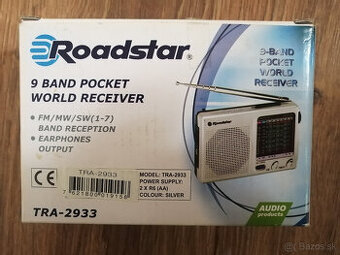 Roadstar
9 BAND POCKET
WORLD RECEIVER
• FM/MW/SW(1-7)
BAND RECEPTION
• EARPHONES
OUTPUT
9-BAND
POCKET
WORLD
RECEIVER
Roadstar
CE
TRA-2933
7621800019156
MODEL: TRA-2933
POWER SUPPLY:
2 X R6 (AA)
COLOUR: SILVER
TRA-2933
AUDIO
products
Bazos.sk